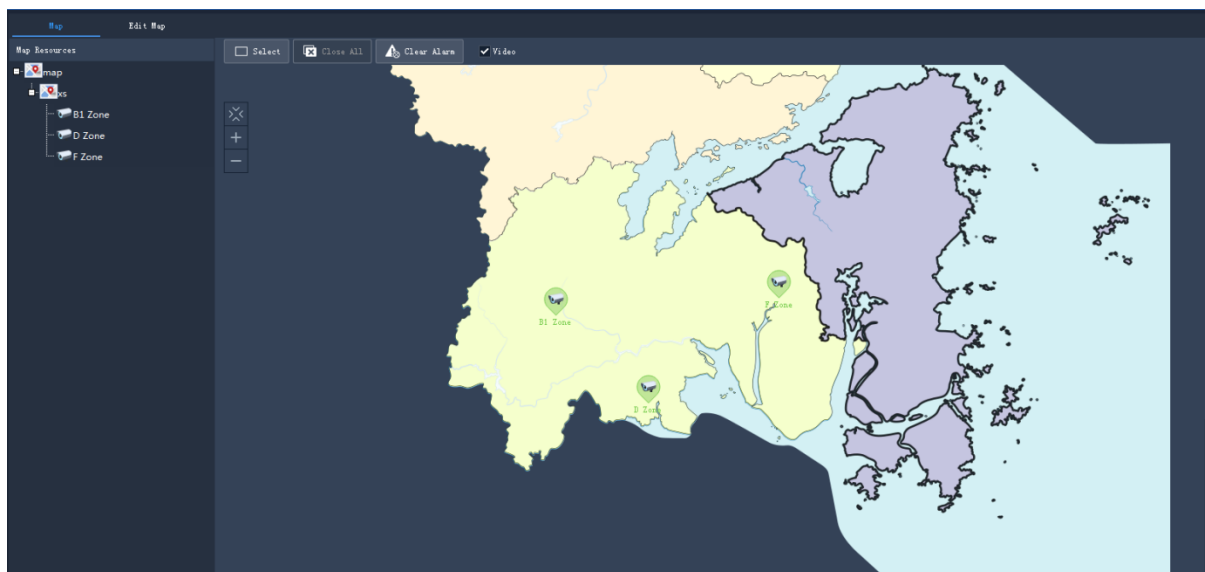 Map Edit Map
Map Resources
Select Close All Clear Alarm Video
map
xs
B1 Zone
D Zone
F Zone
F Zone
B1 Zone
D Zone